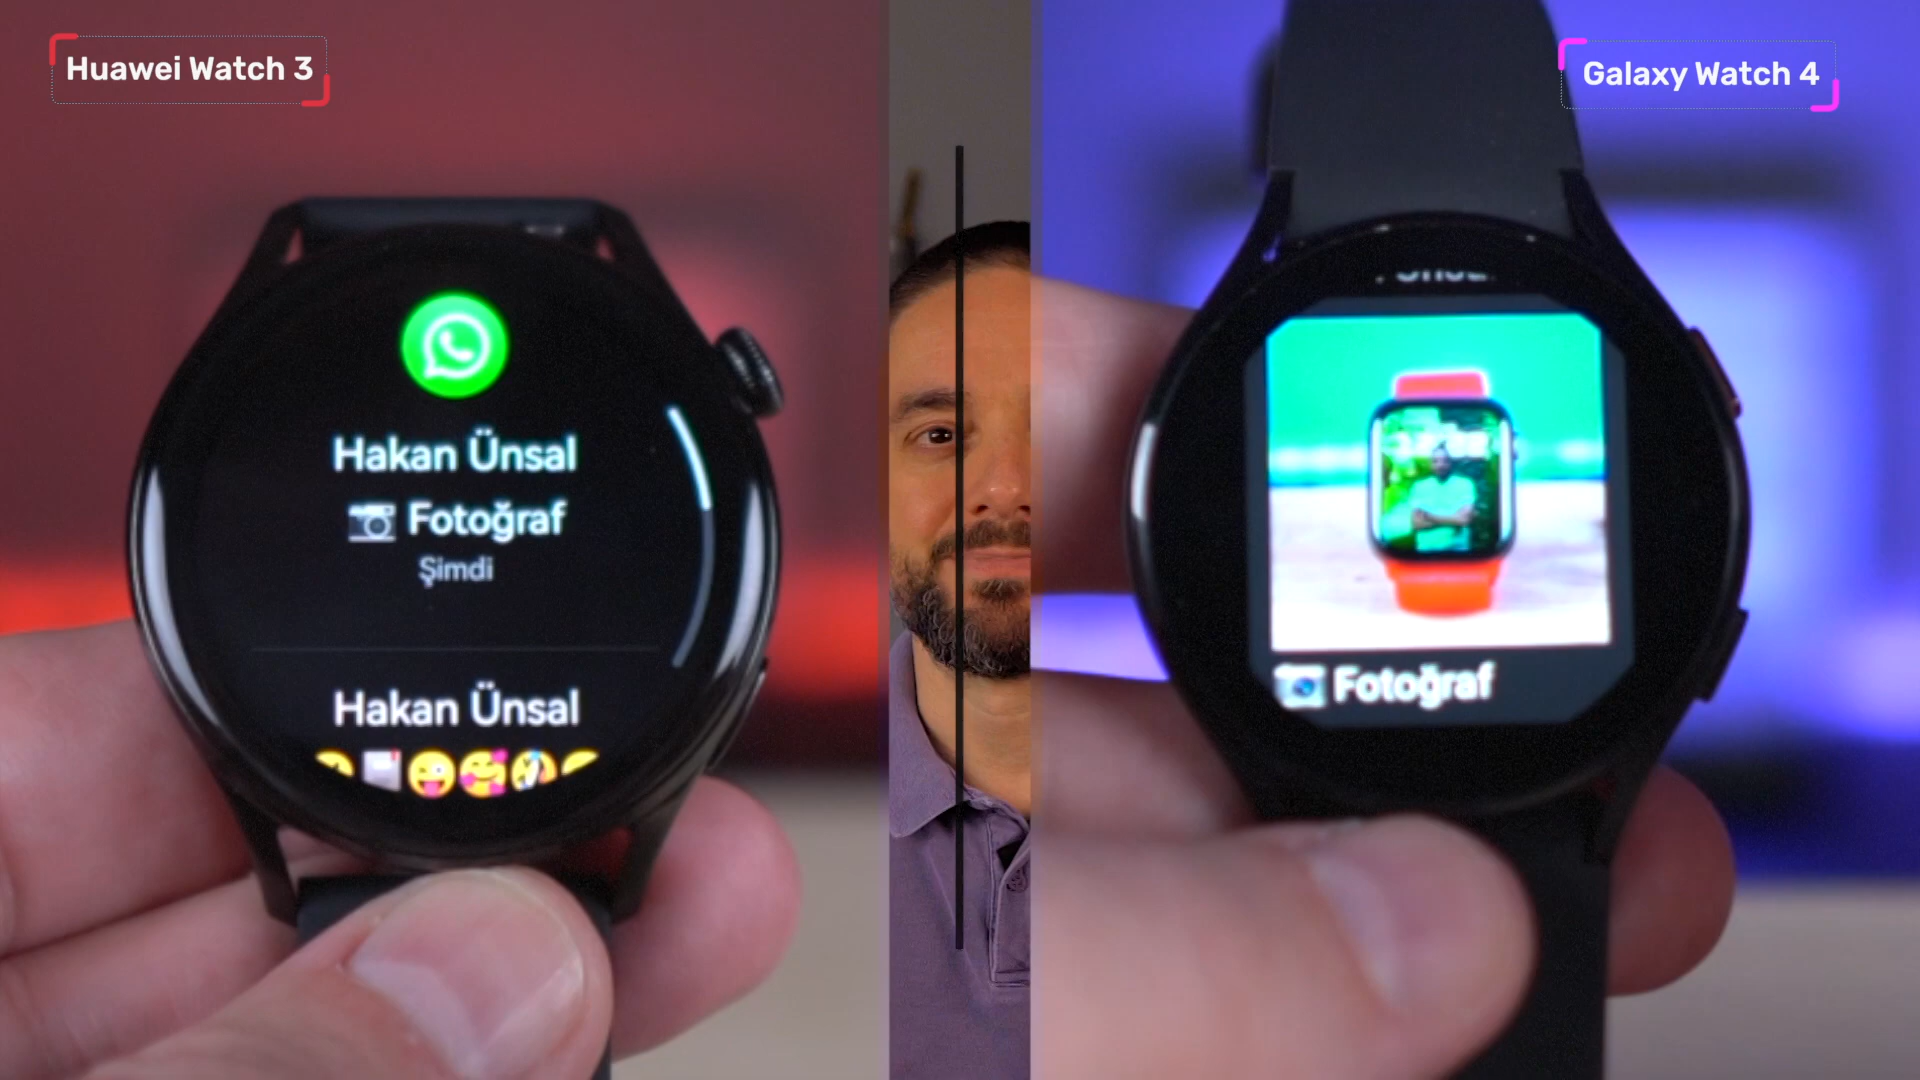 Huawei Watch 3
Galaxy Watch 4
Hakan Ünsal
📷 Fotoğraf
Şimdi
Hakan Ünsal
📷 Fotoğraf